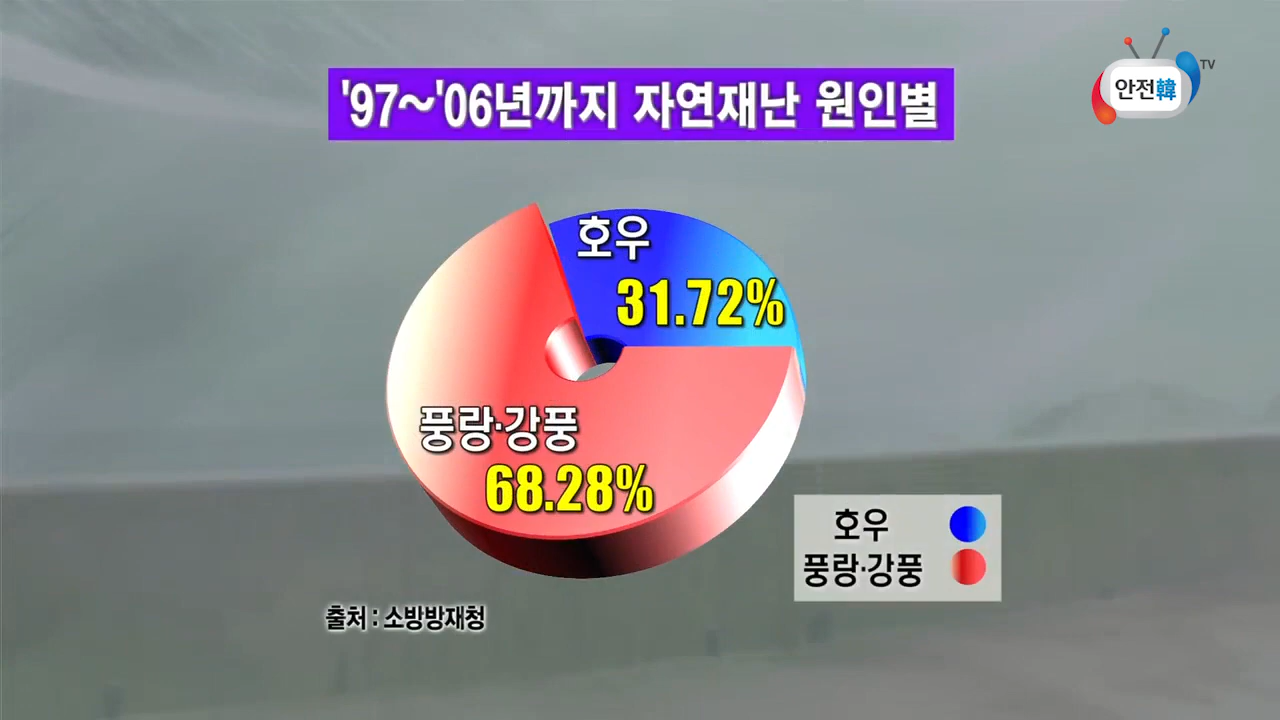 '97~'06년까지 자연재난 원인별
안전韓 TV
호우
31.72%
풍랑·강풍
68.28%
호우
풍랑·강풍
출처 : 소방방재청